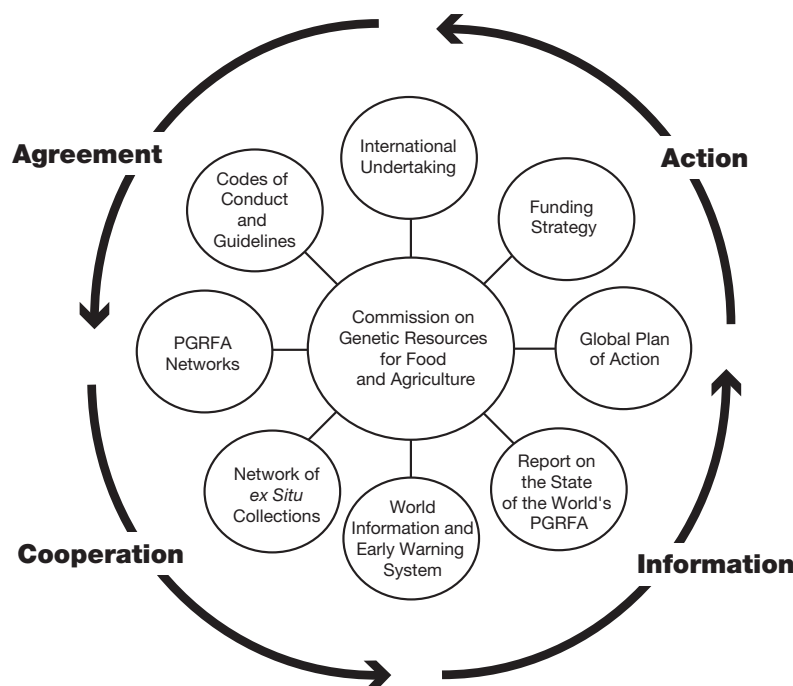 Agreement
Action
International
Undertaking
Codes of
Conduct
and
Guidelines
Funding
Strategy
PGRFA
Networks
Commission on
Genetic Resources
for Food
and Agriculture
Global Plan
of Action
Network of
ex Situ
Collections
World
Information and
Early Warning
System
Report on
the State
of the World's
PGRFA
Cooperation
Information